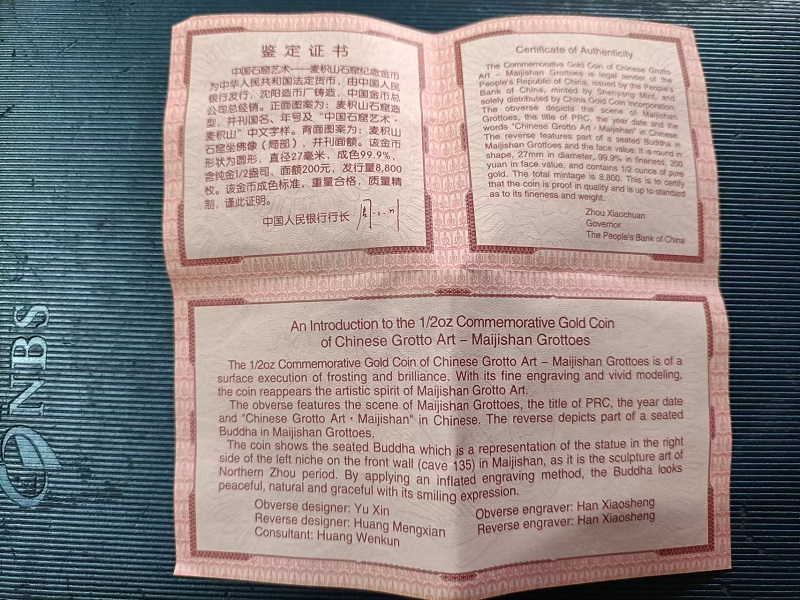 鉴定证书
中国石窟艺术——麦积山石窟纪念金币
为中华人民共和国法定货币，由中国人民
银行发行、沈阳造币厂铸造，中国金币总
公司总经销。正面图案为：麦积山石窟造
型，并刊国名、年号及“中国石窟艺术·
麦积山”中文字样。背面图案为：麦积山
石窟坐佛像（局部），并刊面额。该金币
形状为圆形，直径27毫米，成色99.9%，
含纯金1/2盎司，面额200元，发行量8,800
枚。该金币成色标准，重量合格，质量精
制，谨此证明。
中国人民银行行长
Certificate of Authenticity
The Commemorative Gold Coin of Chinese Grotto
Art – Maijishan Grottoes is legal tender of the
People's Republic of China, issued by the People's
Bank of China, minted by Shenyang Mint, and
solely distributed by China Gold Coin Incorporation.
The obverse depicts the scene of Maijishan
Grottoes, the title of PRC, the year date and the
words "Chinese Grotto Art · Maijishan" in Chinese.
The reverse features part of a seated Buddha in
Maijishan Grottoes and the face value. It is round in
shape, 27mm in diameter, 99.9% in fineness, 200
yuan in face value, and contains 1/2 ounce of pure
gold. The total mintage is 8,800. This is to certify
that the coin is proof in quality and is up to standard
as to its fineness and weight.
Zhou Xiaochuan
Governor
The People's Bank of China
An Introduction to the 1/2oz Commemorative Gold Coin
of Chinese Grotto Art – Maijishan Grottoes
The 1/2oz Commemorative Gold Coin of Chinese Grotto Art – Maijishan Grottoes is of a
surface execution of frosting and brilliance. With its fine engraving and vivid modeling,
the coin reappears the artistic spirit of Maijishan Grotto Art.
The obverse features the scene of Maijishan Grottoes, the title of PRC, the year date
and "Chinese Grotto Art · Maijishan" in Chinese. The reverse depicts part of a seated
Buddha in Maijishan Grottoes.
The coin shows the seated Buddha which is a representation of the statue in the right
side of the left niche on the front wall (cave 135) in Maijishan, as it is the sculpture art of
Northern Zhou period. By applying an inflated engraving method, the Buddha looks
peaceful, natural and graceful with its smiling expression.
Obverse designer: Yu Xin
Reverse designer: Huang Mengxian
Consultant: Huang Wenkun
Obverse engraver: Han Xiaosheng
Reverse engraver: Han Xiaosheng
NBS